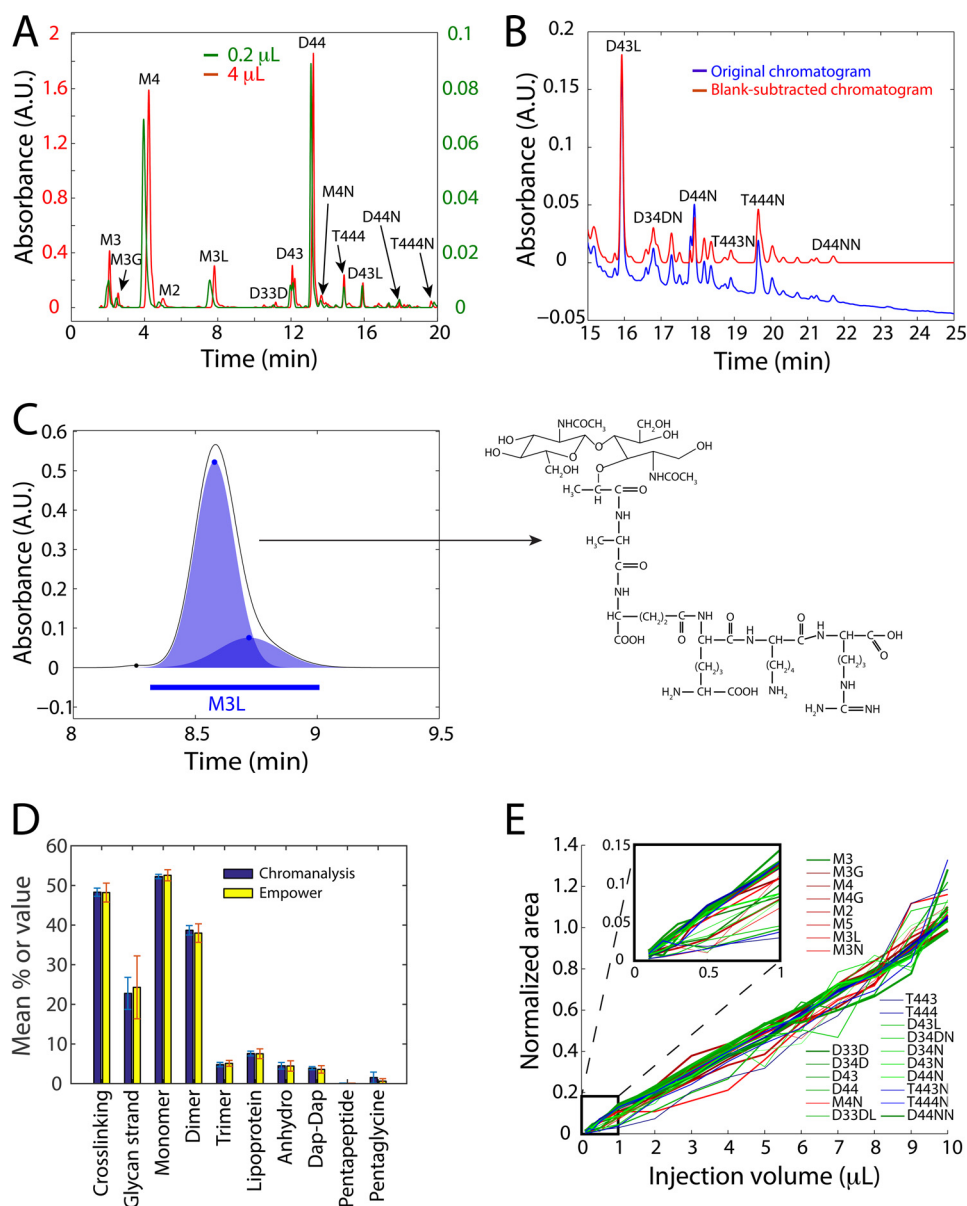 A
Absorbance (A.U.)
2
1.6
1.2
0.8
0.4
0
0.1
0.08
0.06
0.04
0.02
0
0.2 μL
4 μL
D44
M4
M3
M3G
M2
M3L
D33D
D43
M4N
T444
D43L
D44N
T444N
0 4 8 12 16 20
Time (min)
B
Absorbance (A.U.)
0.2
0.15
0.1
0.05
0
−0.05
D43L
Original chromatogram
Blank-subtracted chromatogram
D34DN
D44N
T443N
T444N
D44NN
15 16 17 18 19 20 21 22 23 24 25
Time (min)
C
Absorbance (A.U.)
0.6
0.5
0.4
0.3
0.2
0.1
0
−0.1
M3L
8 8.5 9 9.5
Time (min)
NHCOCH3
HO
HO
O
O
CH2OH
O
CH2OH
OH
OH
NHCOCH3
H3C
C
H
C
O
NH
H3C
CH
C
O
NH
HC
(CH2)2
COOH
C
O
NH
HC
C
O
H
N
HC
C
O
H
N
HC
C
OH
O
(CH2)3
(CH2)4
(CH2)3
H2N
C
H
COOH
NH2
NH
H2N
C
NH
D
Mean % or value
60
50
40
30
20
10
0
Chromanalysis
Empower
Crosslinking
Glycan strand
Monomer
Dimer
Trimer
Lipoprotein
Anhydro
Dap-Dap
Pentapeptide
Pentaglycine
E
Normalized area
1.4
1.2
1.0
0.8
0.6
0.4
0.2
0
0.15
0.1
0.05
0
0.5 1
M3
M3G
M4
M4G
M2
M5
M3L
M3N
D33D
D34D
D43
D44
M4N
D33DL
T443
T444
D43L
D34DN
D34N
D43N
D44N
T443N
T444N
D44NN
0 1 2 3 4 5 6 7 8 9 10
Injection volume (μL)